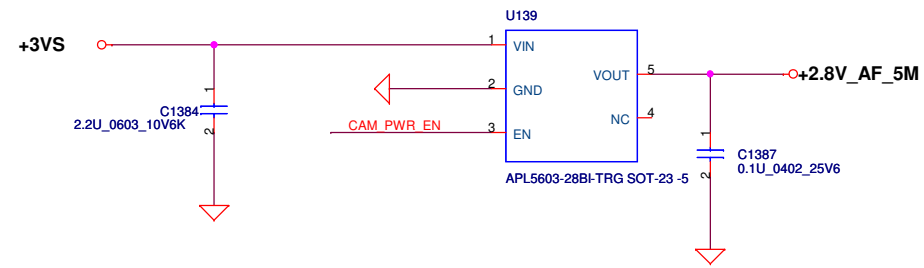 U139
+3VS
1
VIN
2
GND
CAM_PWR_EN
3
EN
VOUT
5
+2.8V_AF_5M
NC
4
1
C1384
2.2U_0603_10V6K
2
APL5603-28BI-TRG SOT-23 -5
1
C1387
0.1U_0402_25V6
2